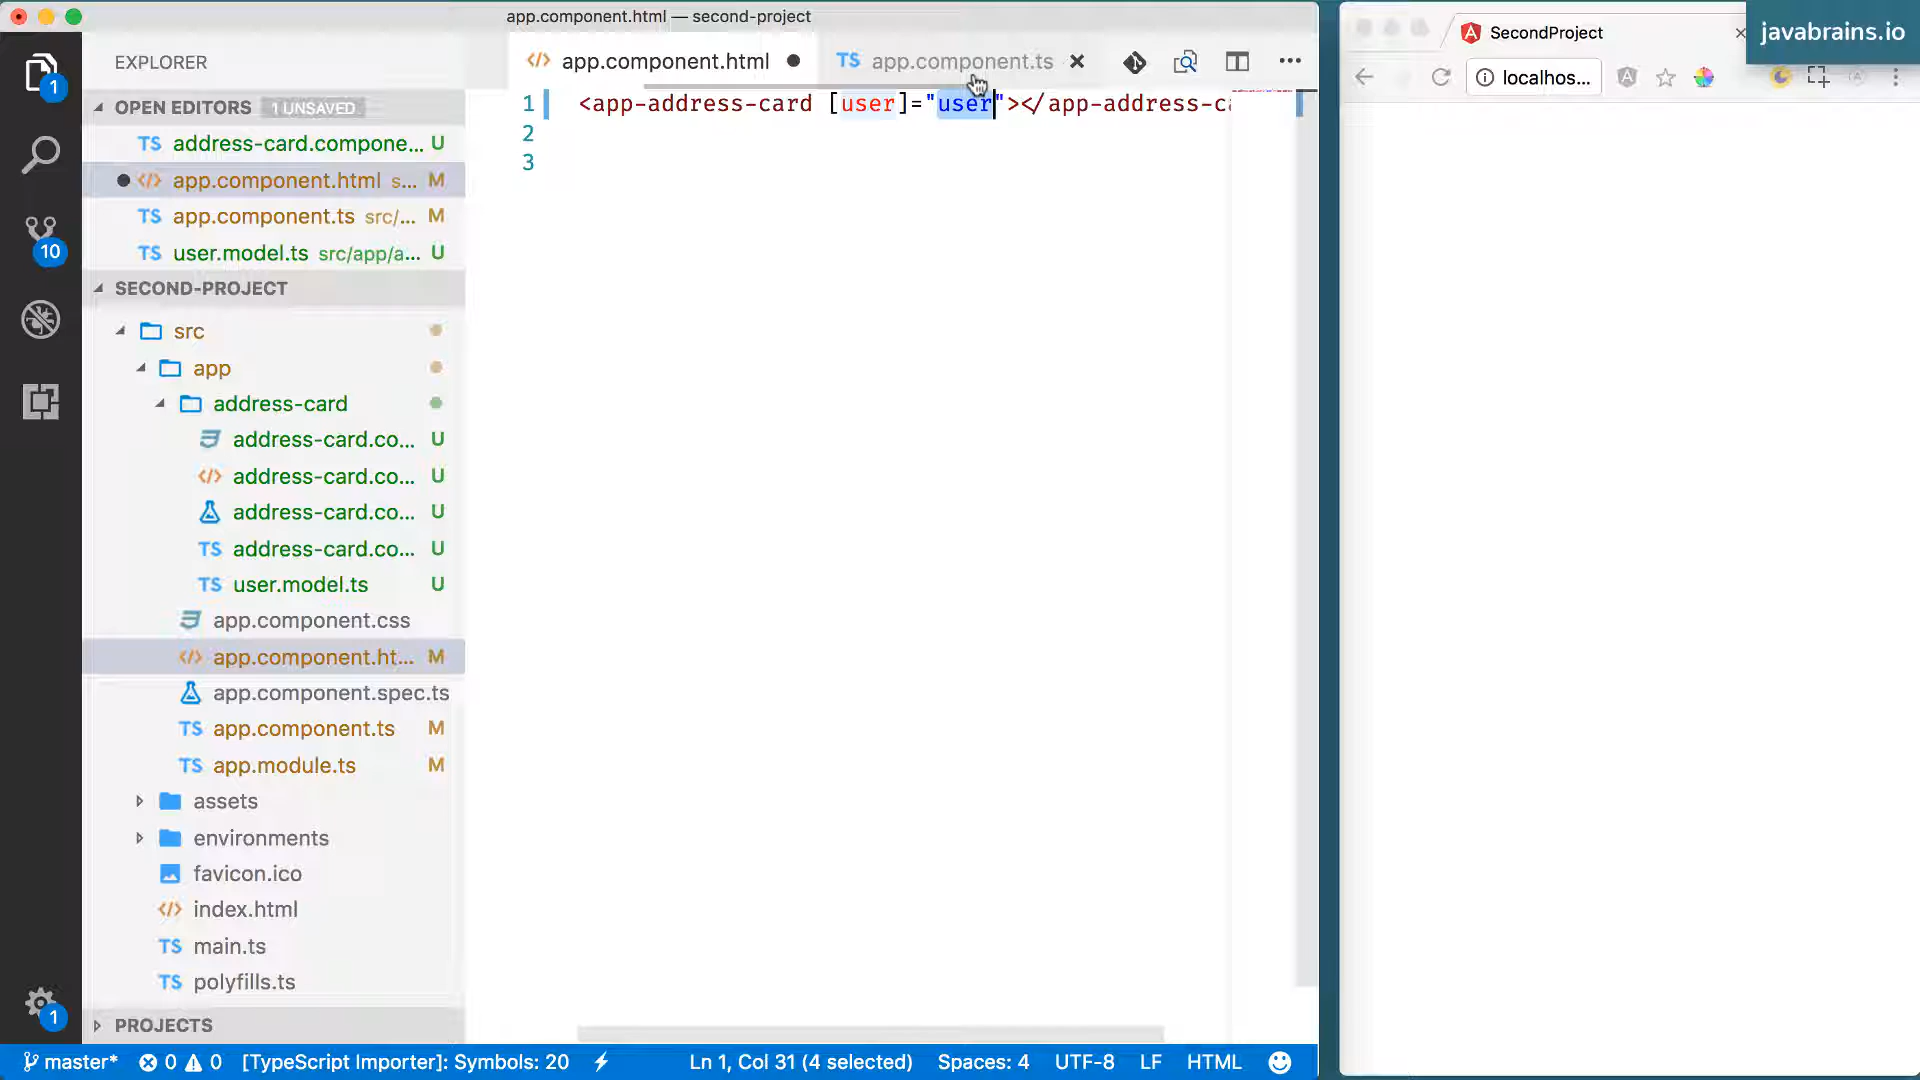 app.component.html — second-project
SecondProject
javabrains.io
EXPLORER
app.component.html
TS app.component.ts
localhos...
OPEN EDITORS 1 UNSAVED
1 <app-address-card [user]="user"></app-address-ca
2
3
TS address-card.compone... U
app.component.html s... M
TS app.component.ts src/... M
TS user.model.ts src/app/a... U
SECOND-PROJECT
src
app
address-card
address-card.co... U
address-card.co... U
address-card.co... U
TS address-card.co... U
TS user.model.ts U
app.component.css
app.component.ht... M
app.component.spec.ts
TS app.component.ts M
TS app.module.ts M
assets
environments
favicon.ico
index.html
TS main.ts
TS polyfills.ts
PROJECTS
1
10
1
master* 0 0 [TypeScript Importer]: Symbols: 20 Ln 1, Col 31 (4 selected) Spaces: 4 UTF-8 LF HTML